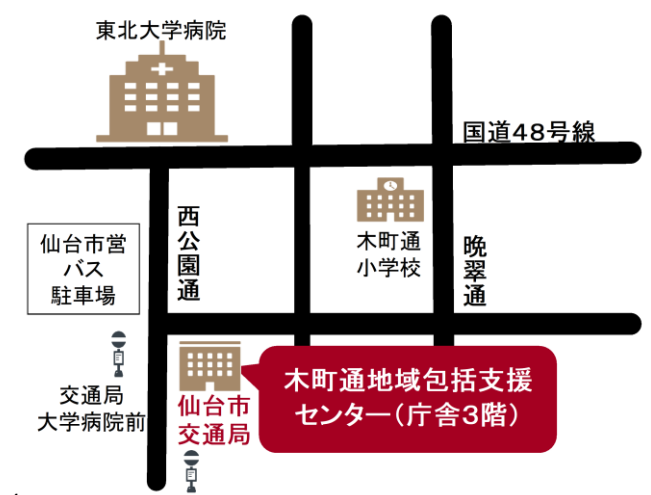 東北大学病院
国道48号線
西公園通
木町通
小学校
晩翠通
仙台市営
バス
駐車場
交通局
大学病院前
仙台市
交通局
木町通地域包括支援
センター（庁舎3階）